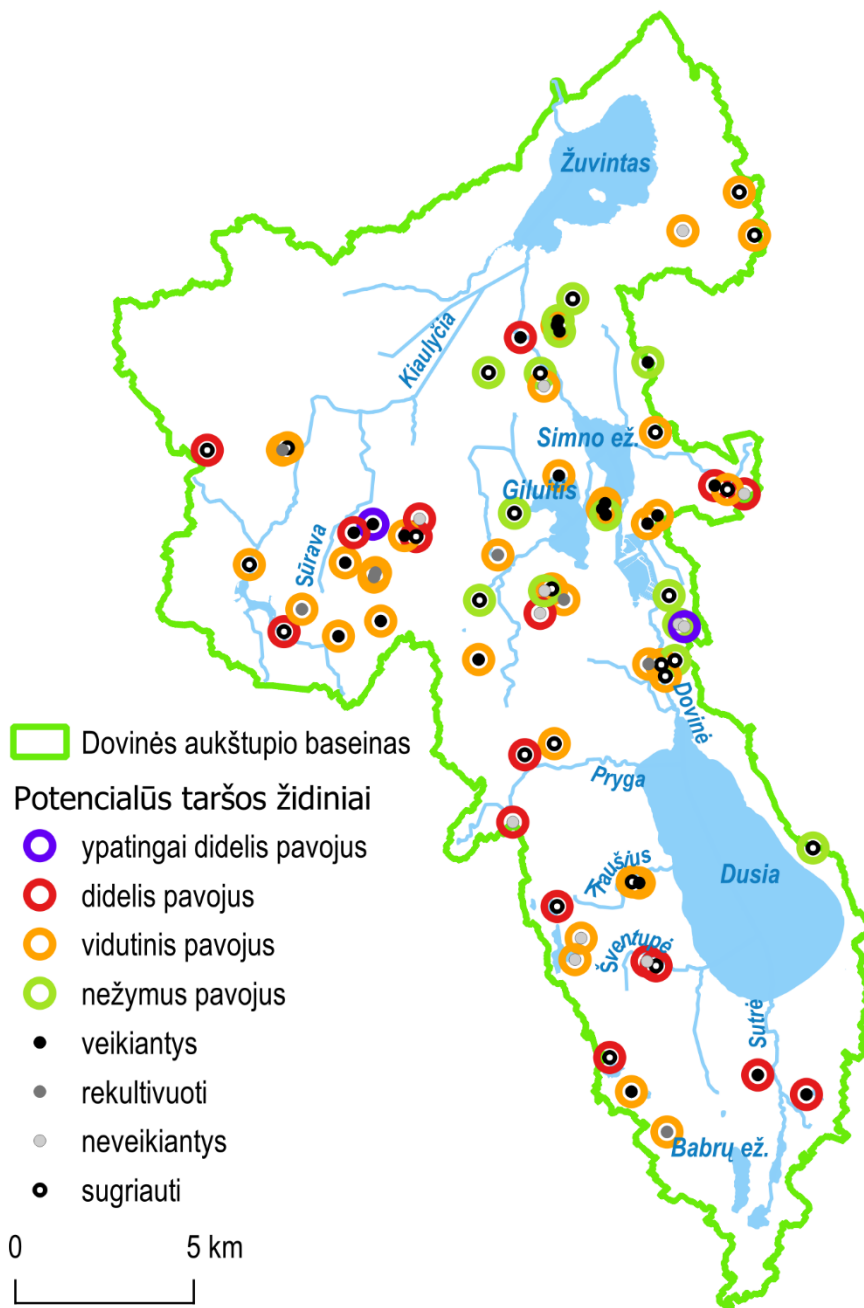 Žuvintas
Kiaulyčia
Simno ež.
Giluitis
Sūrava
Dovinė
Dovinės aukštupio baseinas
Pryga
Potencialūs taršos židiniai
ypatingai didelis pavojus
Traušius
Dusia
didelis pavojus
vidutinis pavojus
Šventupė
nežymus pavojus
Sutrė
veikiantys
rekultivuoti
neveikiantys
Babrų ež.
sugriauti
0 5 km